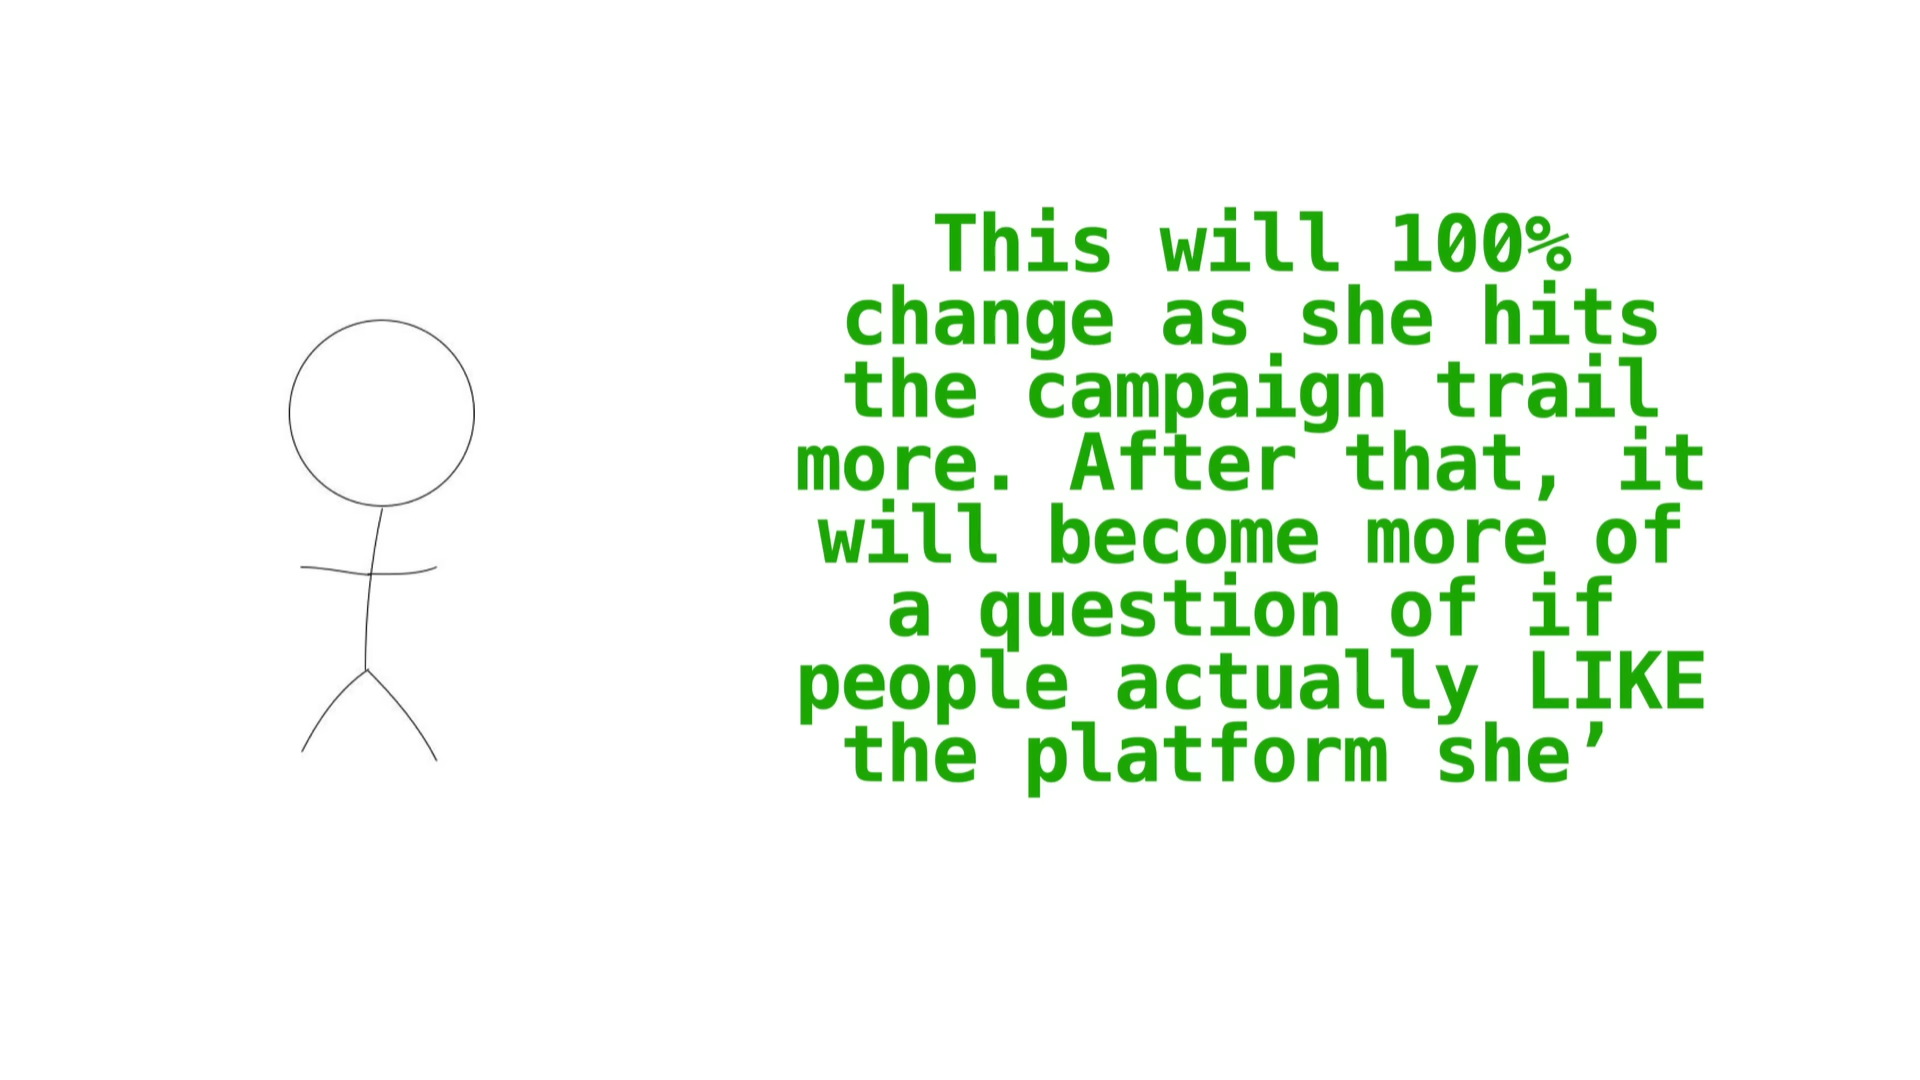 This will 100%
change as she hits
the campaign trail
more. After that, it
will become more of
a question of if
people actually LIKE
the platform she’